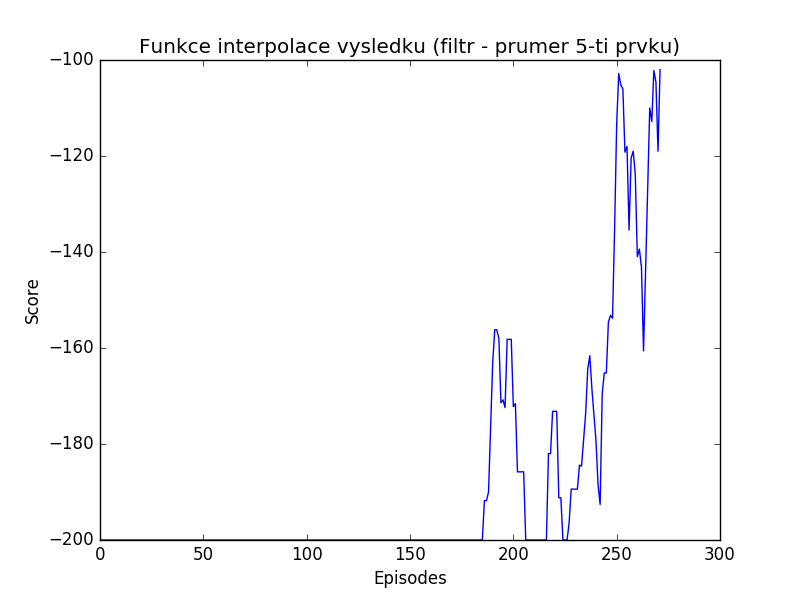 Funkce interpolace vysledku (filtr - prumer 5-ti prvku)
−100
−120
−140
−160
−180
−200
Score
0 50 100 150 200 250 300
Episodes